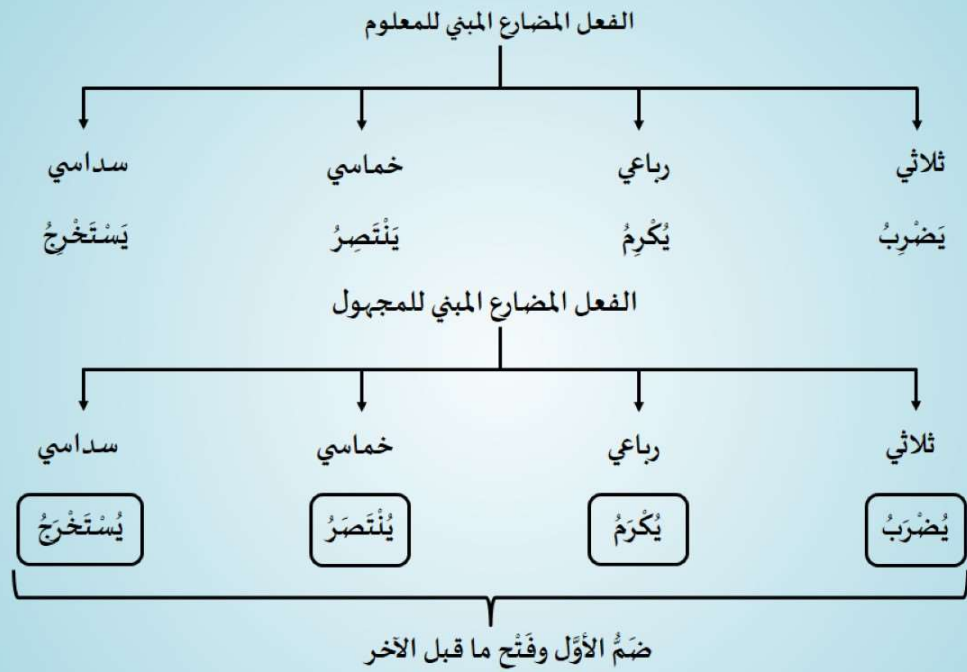 الفعل المضارع المبني للمعلوم
ثلاثي رباعي خماسي سداسي
يَضْرِبُ يُكْرِمُ يَنْتَصِرُ يَسْتَخْرِجُ
الفعل المضارع المبني للمجهول
ثلاثي رباعي خماسي سداسي
يُضْرَبُ يُكْرَمُ يُنْتَصَرُ يُسْتَخْرَجُ
ضَمُّ الأوَّل وفَتْح ما قبل الآخر